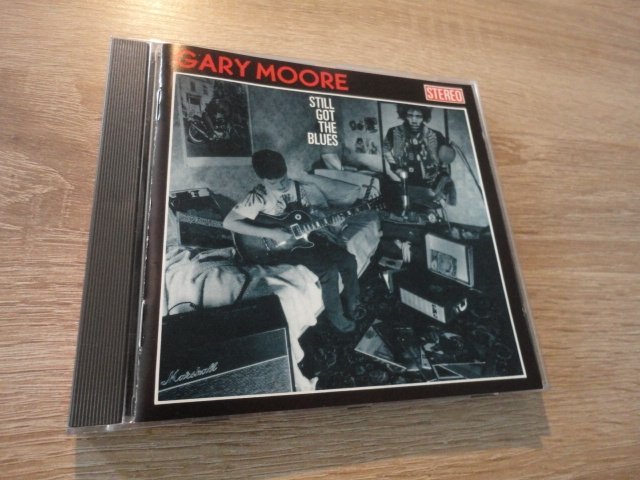 GARY MOORE
STEREO
STILL
GOT
THE
BLUES
Marshall